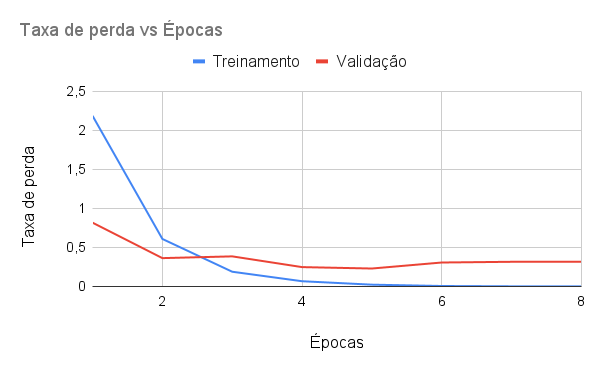 Taxa de perda vs Épocas
Treinamento Validação
2,5
2
1,5
1
0,5
0
Taxa de perda
2 4 6 8
Épocas